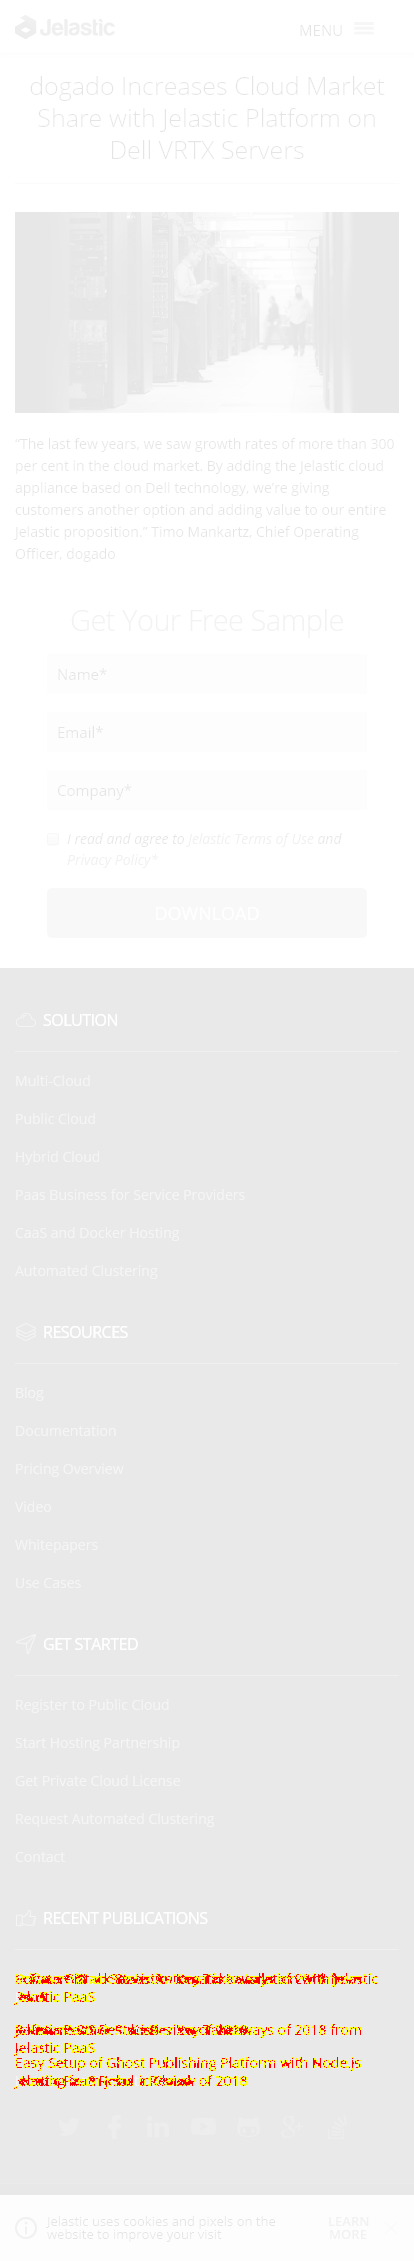 Jelastic
MENU
dogado Increases Cloud Market
Share with Jelastic Platform on
Dell VRTX Servers
“The last few years, we saw growth rates of more than 300
per cent in the cloud market. By adding the Jelastic cloud
appliance based on Dell technology, we’re giving
customers another option and adding value to our entire
Jelastic proposition.” Timo Mankartz, Chief Operating
Officer, dogado
Get Your Free Sample
Name*
Email*
Company*
I read and agree to Jelastic Terms of Use and
Privacy Policy*
DOWNLOAD
SOLUTION
Multi-Cloud
Public Cloud
Hybrid Cloud
Paas Business for Service Providers
CaaS and Docker Hosting
Automated Clustering
RESOURCES
Blog
Documentation
Pricing Overview
Video
Whitepapers
Use Cases
GET STARTED
Register to Public Cloud
Start Hosting Partnership
Get Private Cloud License
Request Automated Clustering
Contact
RECENT PUBLICATIONS
with Jelastic
PaaS
of 2018 from
Jelastic PaaS
Easy Setup of Ghost Publishing Platform with Node.js
of 2018
Jelastic uses cookies and pixels on the
website to improve your visit
LEARN
MORE